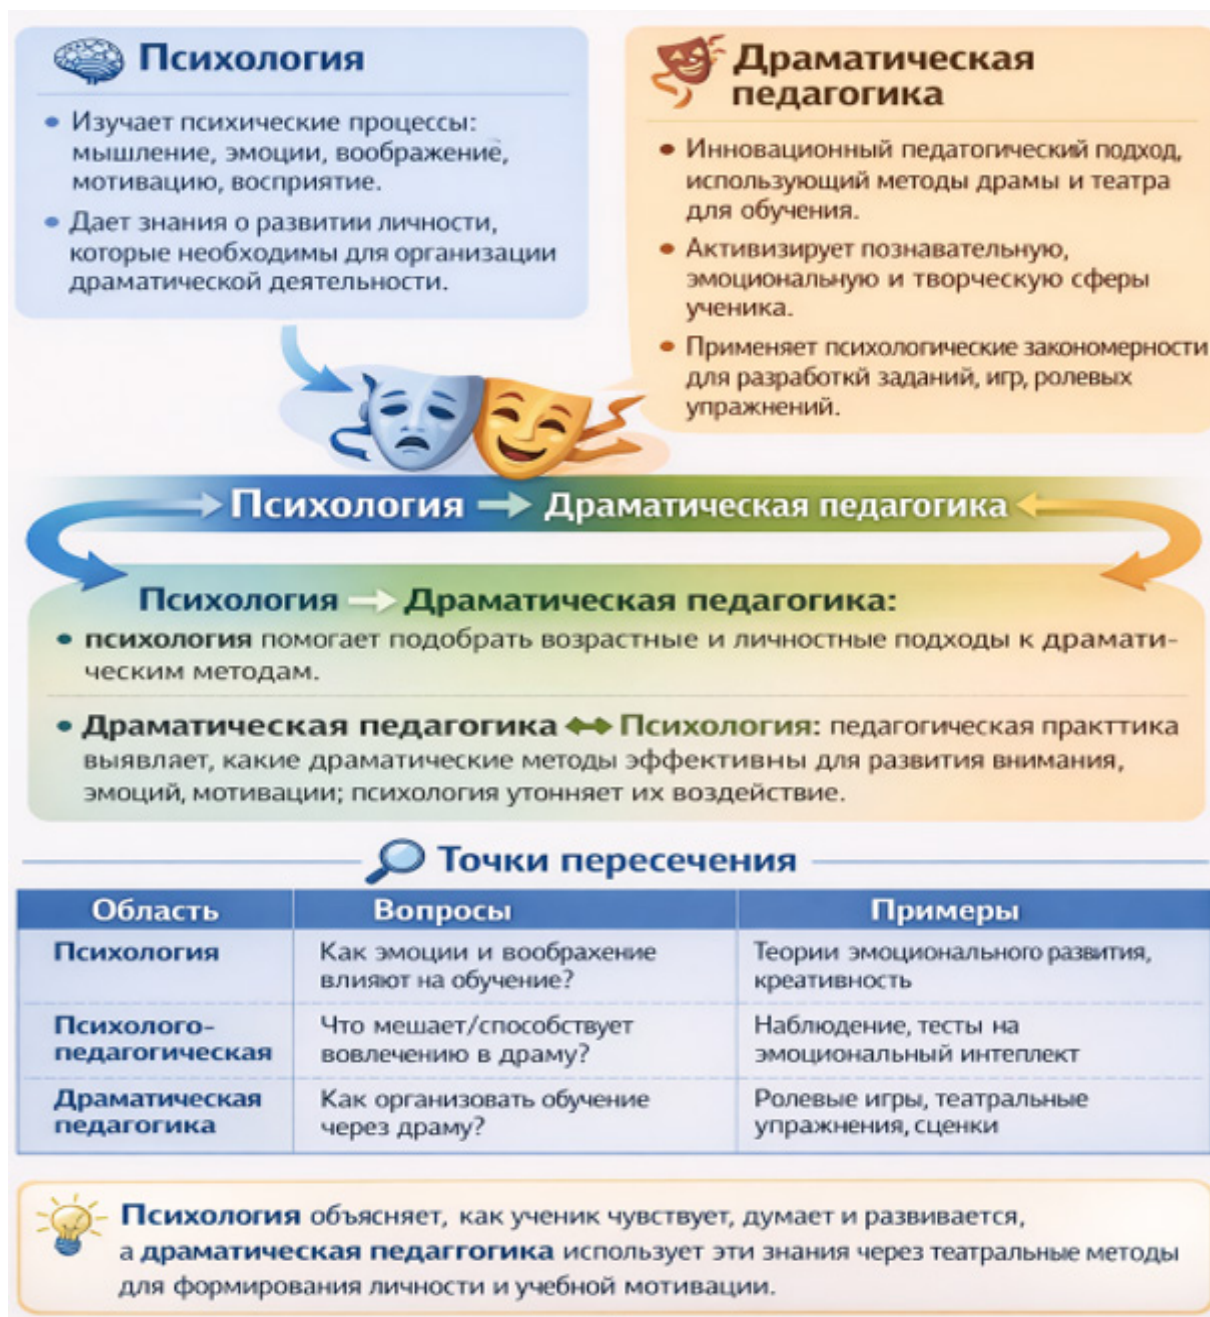 Психология
Изучает психические процессы:
мышление, эмоции, воображение,
мотивацию, восприятие.
Дает знания о развитии личности,
которые необходимы для организации
драматической деятельности.
Драматическая
педагогика
Инновационный педатогический подход,
использующий методы драмы и театра
для обучения.
Активизирует познавательную,
эмоциональную и творческую сферы
ученика.
Применяет психологические закономерности
для разработкй заданий, игр, ролевых
упражнений.
Психология → Драматическая педагогика
Психология → Драматическая педагогика:
• психология помогает подобрать возрастные и личностные подходы к драмати-
ческим методам.
• Драматическая педагогика ↔ Психология: педагогическая практтика
выявляет, какие драматические методы эффективны для развития внимания,
эмоций, мотивации; психология утонняет их воздействие.
Точки пересечения
Область Вопросы Примеры
Психология Как эмоции и воображение Теории эмоционального развития,
влияют на обучение? креативность
Психолого- Что мешает/способствует Наблюдение, тесты на
педагогическая вовлечению в драму? эмоциональный интеплект
Драматическая Как организовать обучение Ролевые игры, театральные
педагогика через драму? упражнения, сценки
Психология объясняет, как ученик чувствует, думает и развивается,
а драматическая педаггогика использует эти знания через театральные методы
для формирования личности и учебной мотивации.